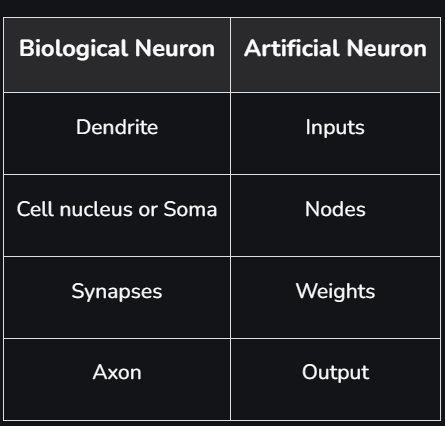 Biological Neuron Artificial Neuron
Dendrite Inputs
Cell nucleus or Soma Nodes
Synapses Weights
Axon Output